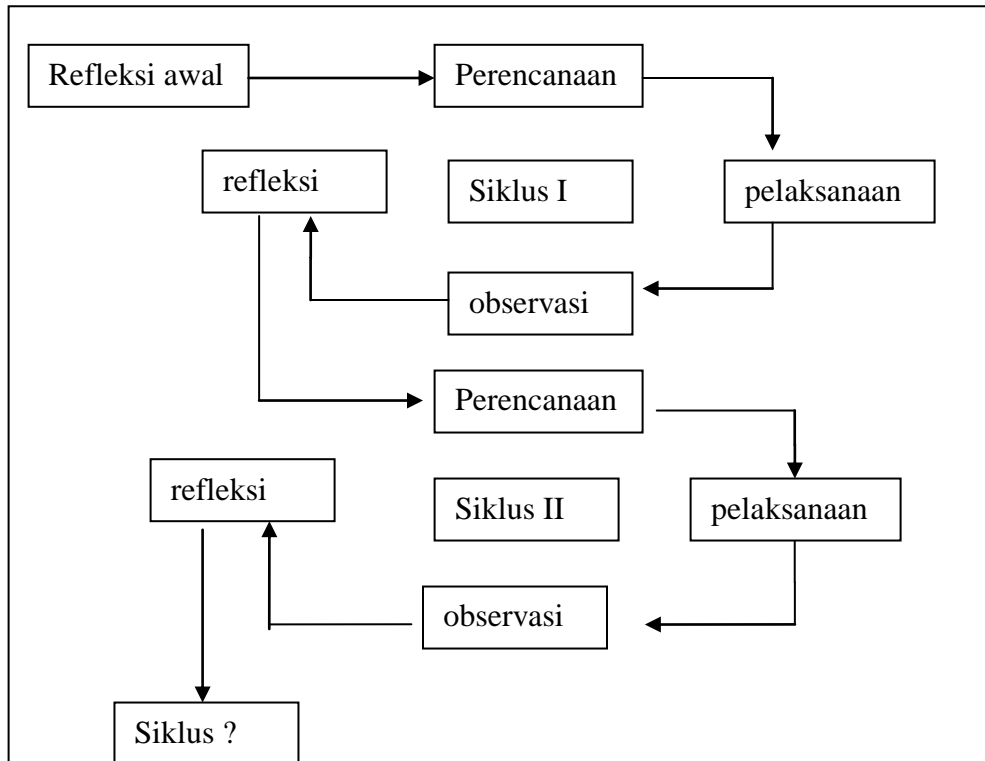 Refleksi awal
Perencanaan
refleksi
Siklus I
pelaksanaan
observasi
Perencanaan
refleksi
Siklus II
pelaksanaan
observasi
Siklus ?